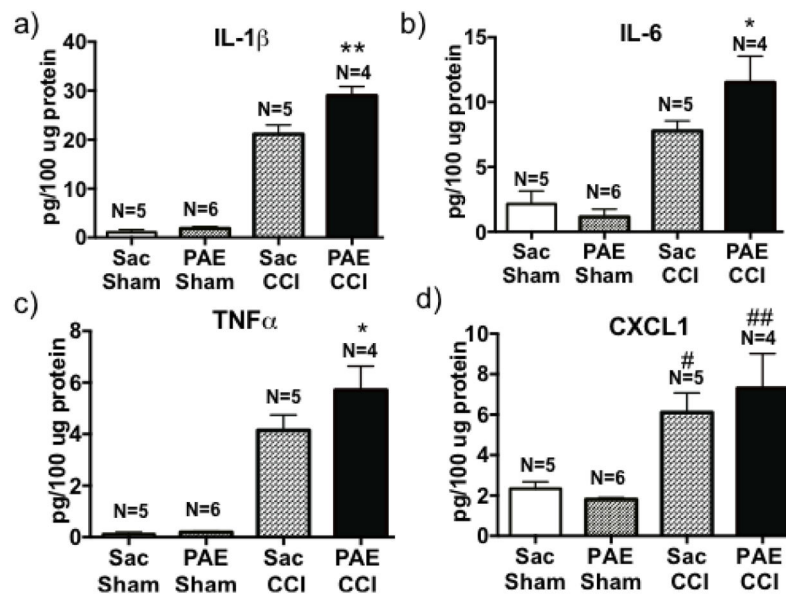 a) IL-1β
pg/100 ug protein
40
30
20
10
0
N=5
N=6
N=5
**
N=4
Sac Sham
PAE Sham
Sac CCI
PAE CCI
b) IL-6
pg/100 ug protein
15
10
5
0
N=5
N=6
N=5
*
N=4
Sac Sham
PAE Sham
Sac CCI
PAE CCI
c) TNFα
pg/100 ug protein
8
6
4
2
0
N=5
N=6
N=5
*
N=4
Sac Sham
PAE Sham
Sac CCI
PAE CCI
d) CXCL1
pg/100 ug protein
10
8
6
4
2
0
N=5
N=6
#
N=5
##
N=4
Sac Sham
PAE Sham
Sac CCI
PAE CCI